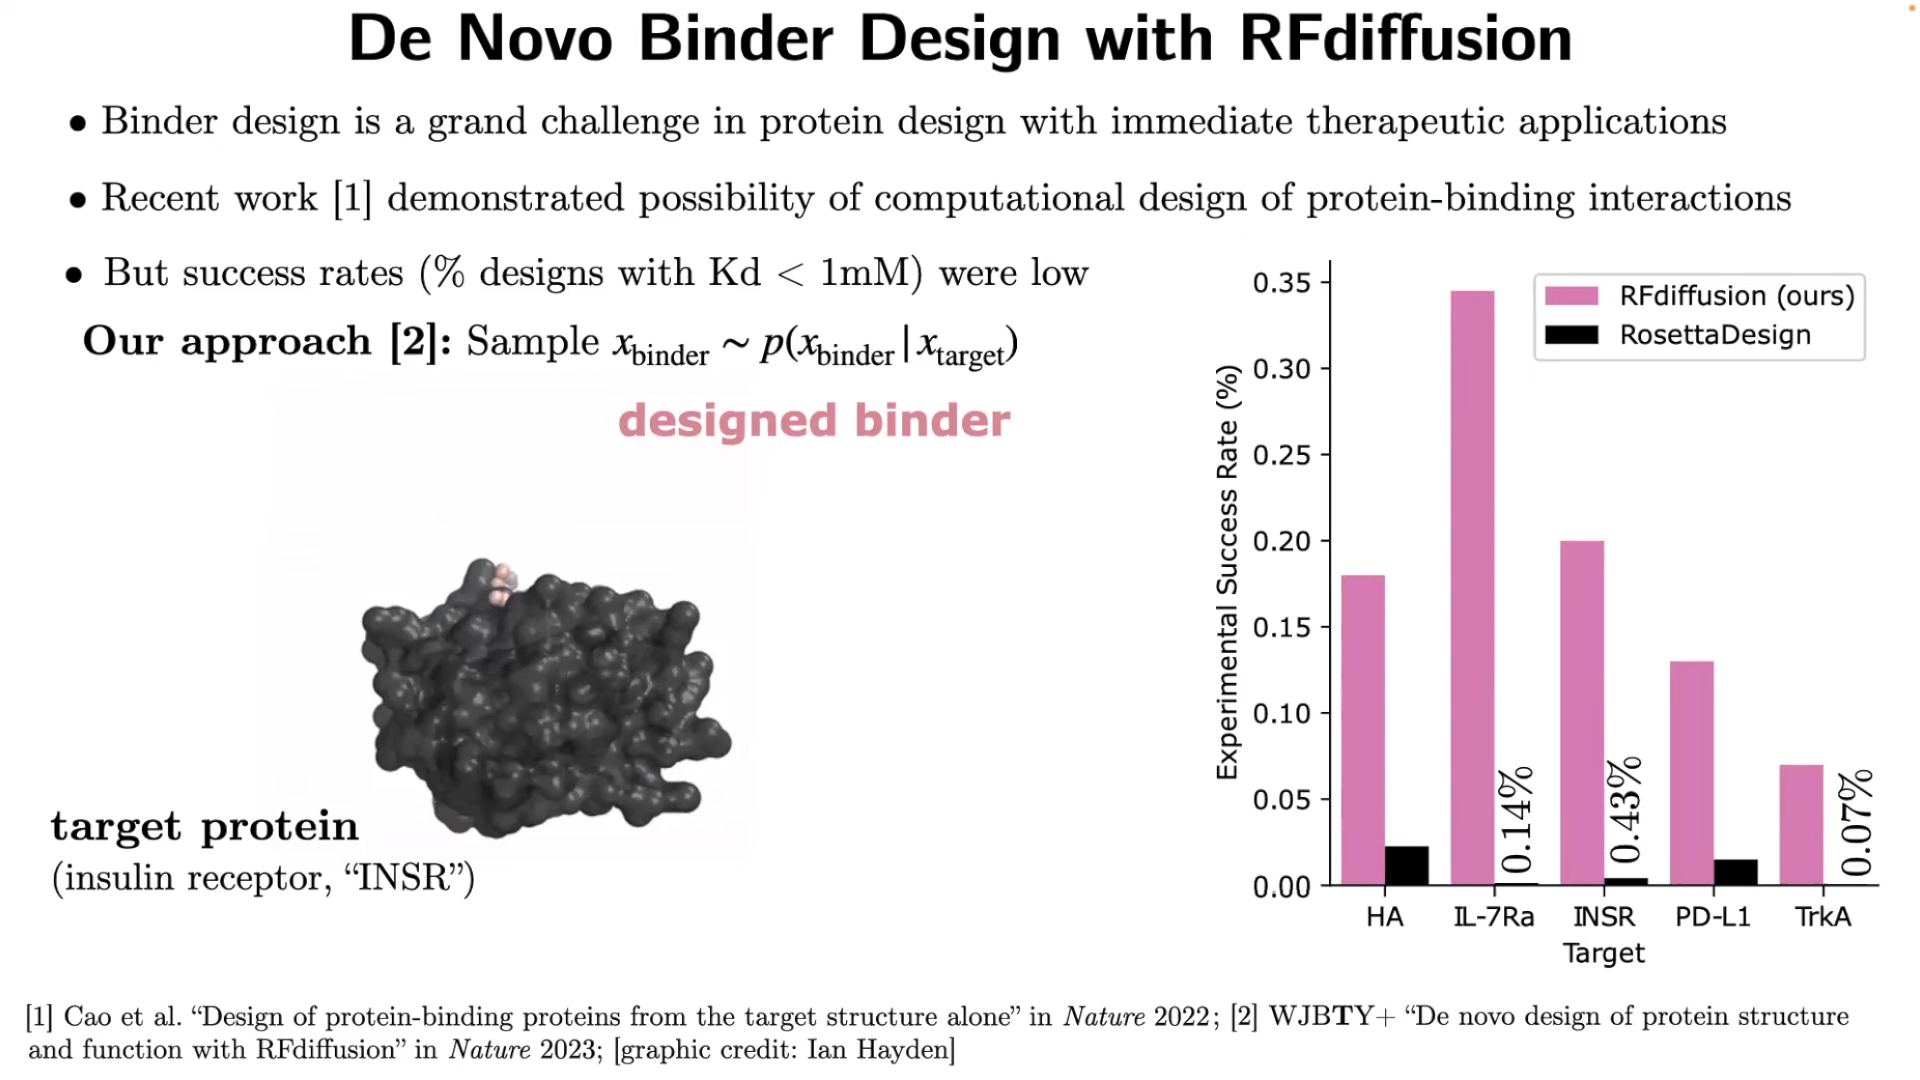 De Novo Binder Design with RFdiffusion
• Binder design is a grand challenge in protein design with immediate therapeutic applications
• Recent work [1] demonstrated possibility of computational design of protein-binding interactions
• But success rates (% designs with Kd < 1mM) were low
Our approach [2]: Sample x_binder ~ p(x_binder | x_target)
designed binder
target protein
(insulin receptor, “INSR”)
RFdiffusion (ours)
RosettaDesign
Experimental Success Rate (%)
0.35
0.30
0.25
0.20
0.15
0.10
0.05
0.00
0.14%
0.43%
0.07%
HA IL-7Ra INSR PD-L1 TrkA
Target
[1] Cao et al. “Design of protein-binding proteins from the target structure alone” in Nature 2022; [2] WJBTY+ “De novo design of protein structure
and function with RFdiffusion” in Nature 2023; [graphic credit: Ian Hayden]